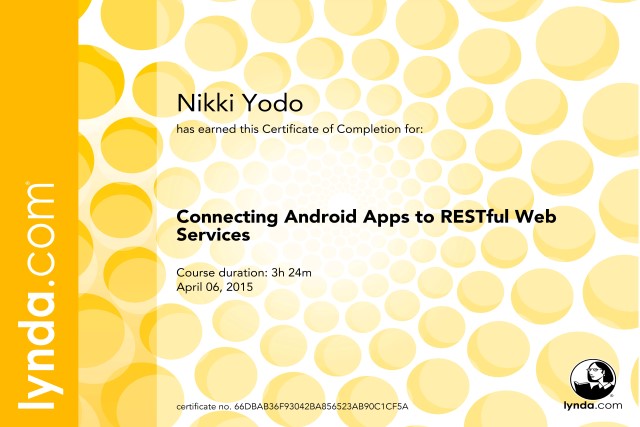 Nikki Yodo
has earned this Certificate of Completion for:
Connecting Android Apps to RESTful Web
Services
Course duration: 3h 24m
April 06, 2015
certificate no. 66DBAB36F93042BA856523AB90C1CF5A
lynda.com
lynda.com